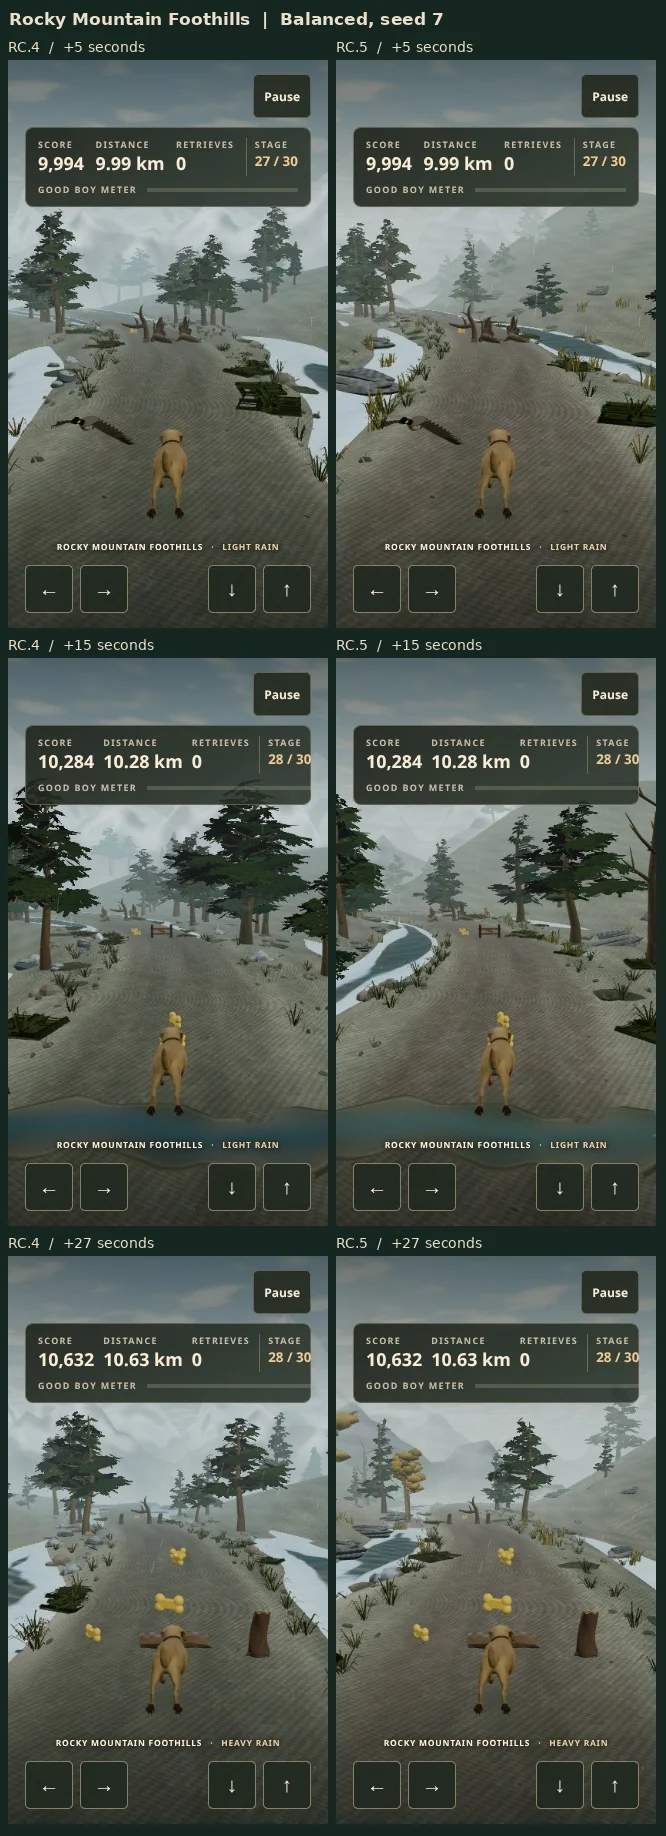 Rocky Mountain Foothills | Balanced, seed 7
RC.4 / +5 seconds
Pause
SCORE DISTANCE RETRIEVES STAGE
9,994 9.99 km 0 27 / 30
GOOD BOY METER
ROCKY MOUNTAIN FOOTHILLS · LIGHT RAIN
← → ↓ ↑
RC.5 / +5 seconds
Pause
SCORE DISTANCE RETRIEVES STAGE
9,994 9.99 km 0 27 / 30
GOOD BOY METER
ROCKY MOUNTAIN FOOTHILLS · LIGHT RAIN
← → ↓ ↑
RC.4 / +15 seconds
Pause
SCORE DISTANCE RETRIEVES STAGE
10,284 10.28 km 0 28 / 30
GOOD BOY METER
ROCKY MOUNTAIN FOOTHILLS · LIGHT RAIN
← → ↓ ↑
RC.5 / +15 seconds
Pause
SCORE DISTANCE RETRIEVES STAGE
10,284 10.28 km 0 28 / 30
GOOD BOY METER
ROCKY MOUNTAIN FOOTHILLS · LIGHT RAIN
← → ↓ ↑
RC.4 / +27 seconds
Pause
SCORE DISTANCE RETRIEVES STAGE
10,632 10.63 km 0 28 / 30
GOOD BOY METER
ROCKY MOUNTAIN FOOTHILLS · HEAVY RAIN
← → ↓ ↑
RC.5 / +27 seconds
Pause
SCORE DISTANCE RETRIEVES STAGE
10,632 10.63 km 0 28 / 30
GOOD BOY METER
ROCKY MOUNTAIN FOOTHILLS · HEAVY RAIN
← → ↓ ↑